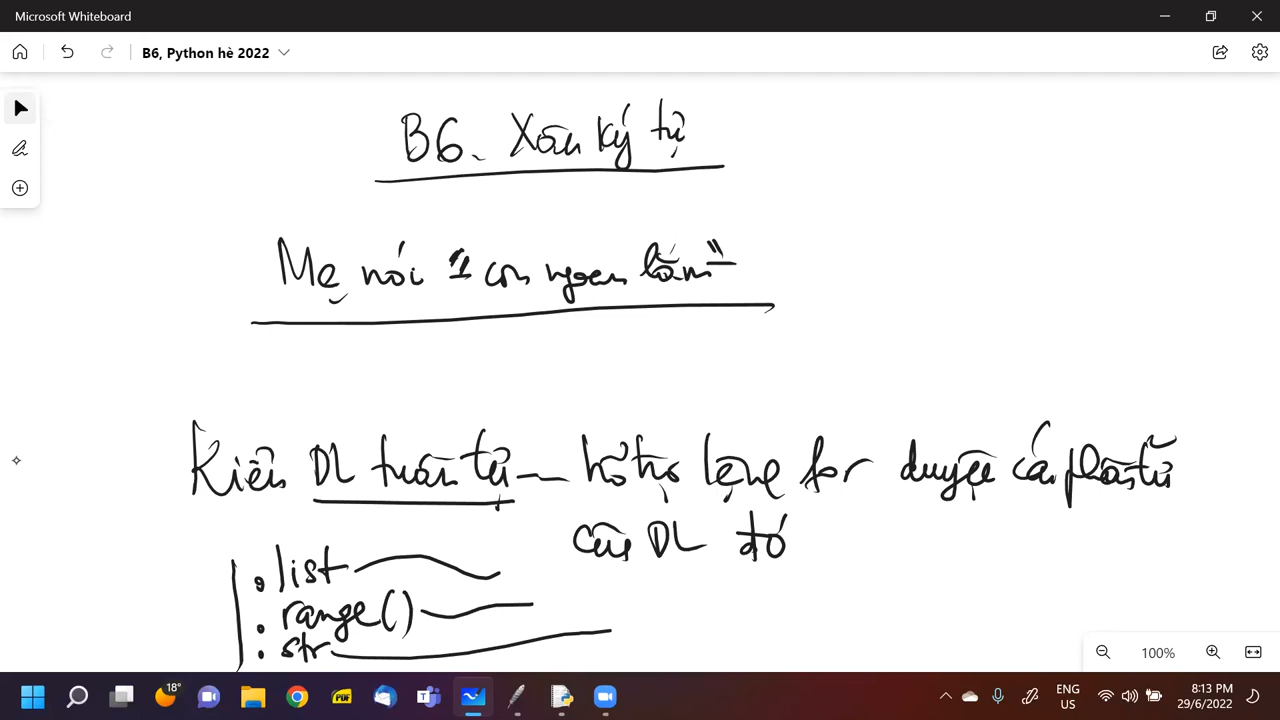 Microsoft Whiteboard
B6, Python hè 2022
B6. Xâu ký tự
Mẹ nói "con ngoan lắm"
Kiểu DL tuần tự — hỗ trợ lệnh for duyệt các phần tử
của DL đó
• list
• range()
• str
100%
18°
PDF
ENG
US
8:13 PM
29/6/2022